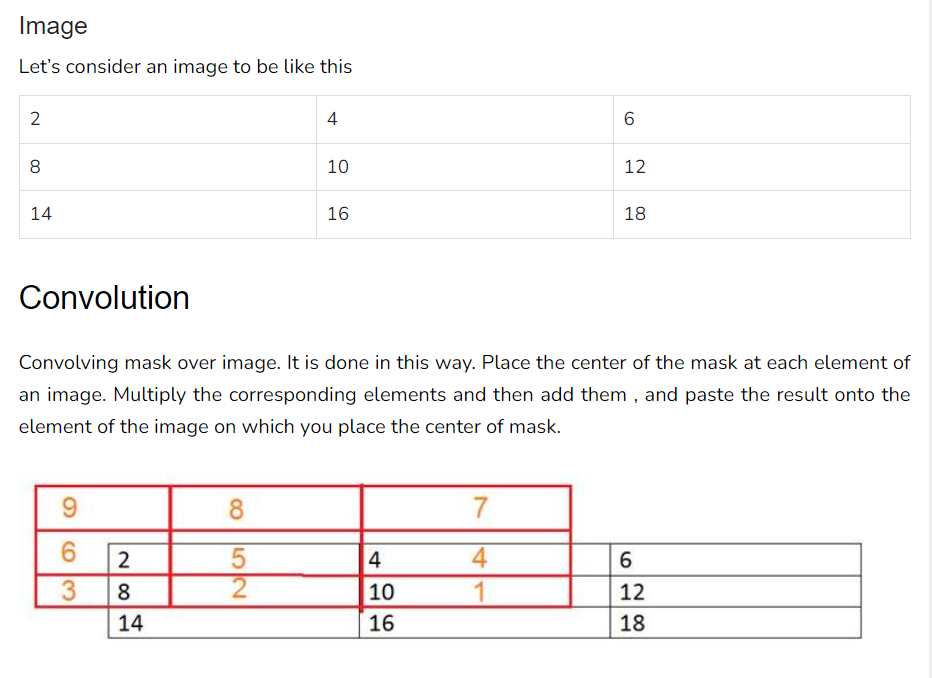 Image
Let’s consider an image to be like this
2 4 6
8 10 12
14 16 18
Convolution
Convolving mask over image. It is done in this way. Place the center of the mask at each element of
an image. Multiply the corresponding elements and then add them , and paste the result onto the
element of the image on which you place the center of mask.
9 8 7
6 2 5 4 4 6
3 8 2 10 1 12
14 16 18